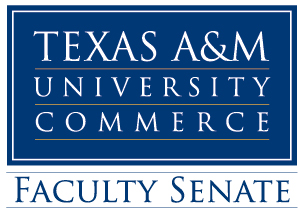 TEXAS A&M
UNIVERSITY
COMMERCE
FACULTY SENATE